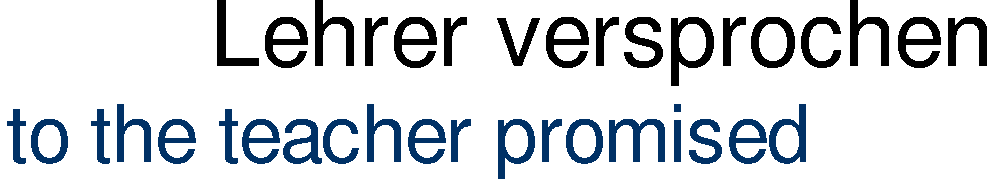 Lehrer versprochen
to the teacher promised